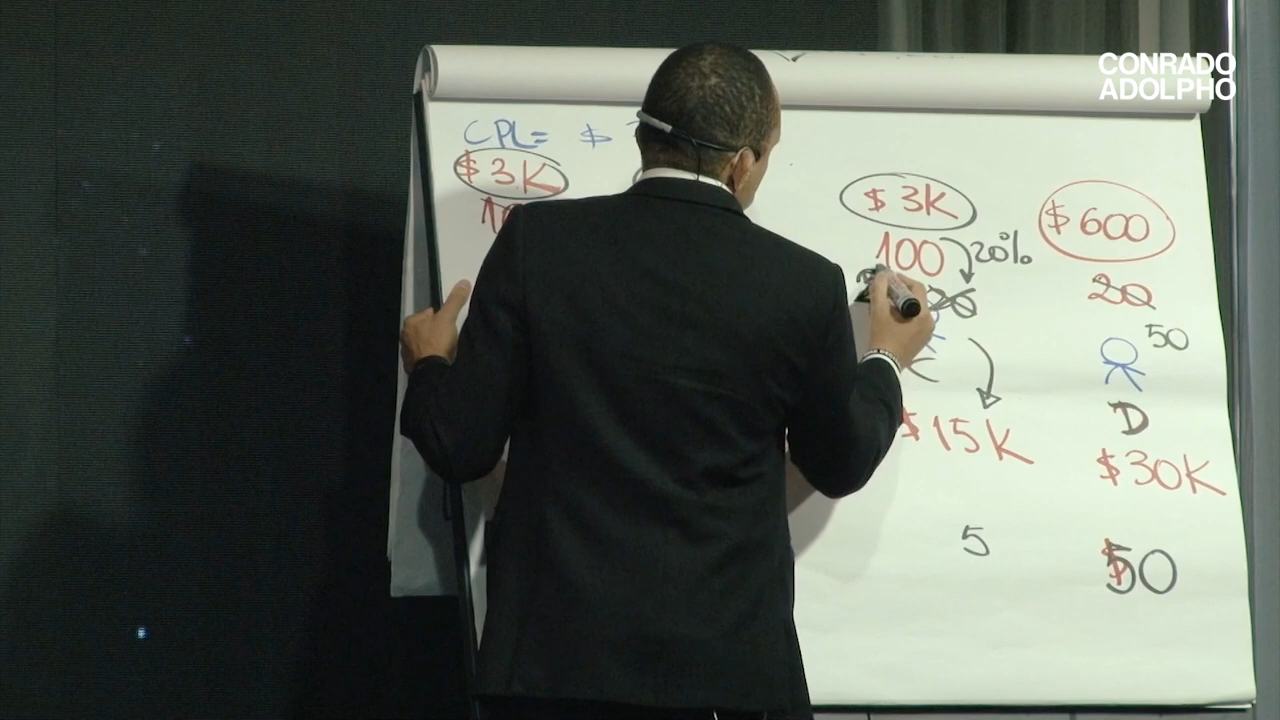 CONRADO
ADOLPHO
CPL= $
$3K
$3K
$600
100
20%
20
50
C
D
$15K
$30K
5
50